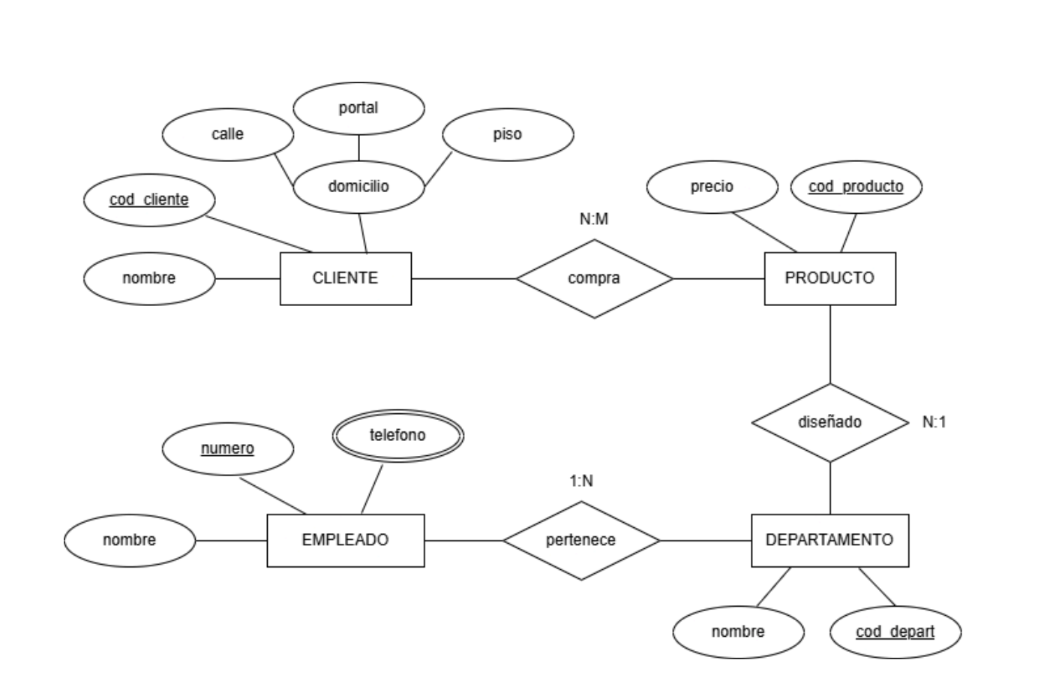 portal
calle
piso
domicilio
cod_cliente
precio
cod_producto
N:M
nombre
CLIENTE
compra
PRODUCTO
diseñado
N:1
telefono
numero
1:N
nombre
EMPLEADO
pertenece
DEPARTAMENTO
nombre
cod_depart